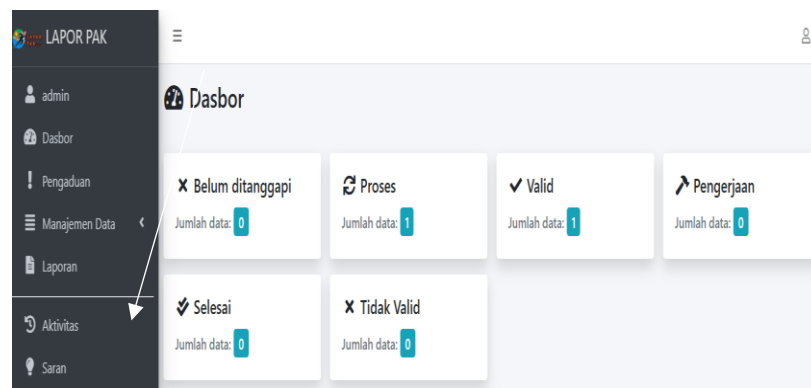 LAPOR PAK
admin
Dasbor
Pengaduan
Manajemen Data
Laporan
Aktivitas
Saran
Dasbor
Belum ditanggapi
Jumlah data: 0
Proses
Jumlah data: 1
Valid
Jumlah data: 1
Pengerjaan
Jumlah data: 0
Selesai
Jumlah data: 0
Tidak Valid
Jumlah data: 0